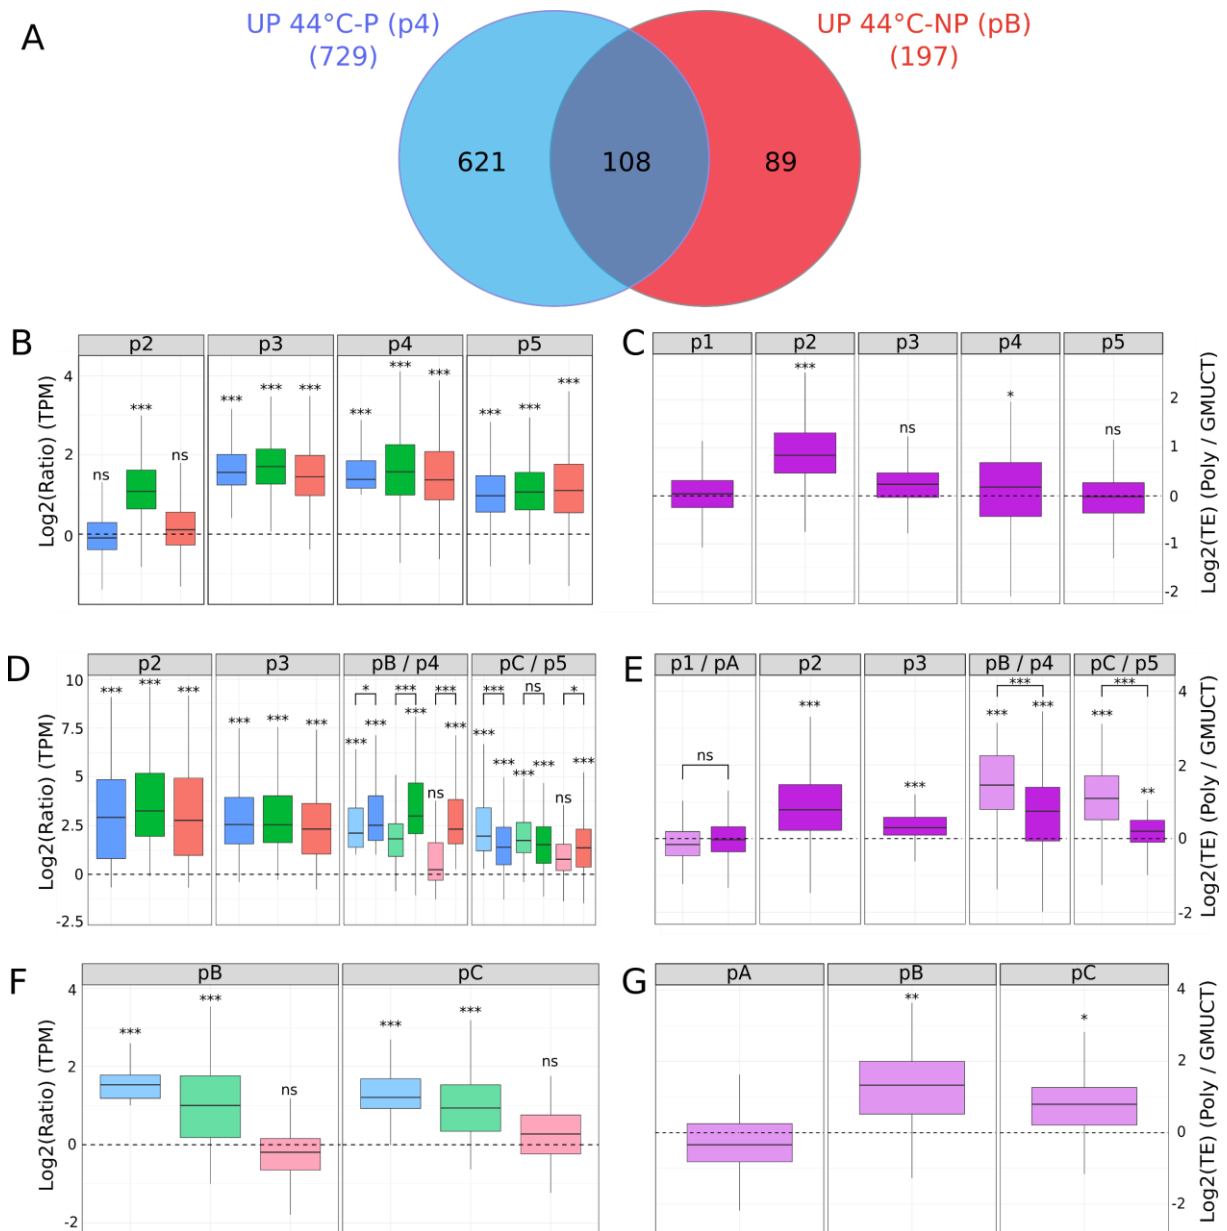 A
UP 44°C-P (p4)
(729)
UP 44°C-NP (pB)
(197)
621
108
89
B
p2
p3
p4
p5
Log2(Ratio) (TPM)
4
2
0
ns
***
ns
***
***
***
***
***
***
***
***
***
C
p1
p2
p3
p4
p5
***
ns
*
ns
2
1
0
-1
-2
Log2(TE) (Poly / GMUCT)
D
p2
p3
pB / p4
pC / p5
Log2(Ratio) (TPM)
10
7.5
5
2.5
0
-2.5
***
***
***
***
***
***
*
***
***
***
***
***
ns
***
***
ns
*
***
***
***
***
ns
***
E
p1 / pA
p2
p3
pB / p4
pC / p5
ns
***
***
***
***
***
***
***
**
4
2
0
-2
Log2(TE) (Poly / GMUCT)
F
pB
pC
Log2(Ratio) (TPM)
4
2
0
-2
***
***
ns
***
***
ns
G
pA
pB
pC
**
*
4
2
0
-2
Log2(TE) (Poly / GMUCT)